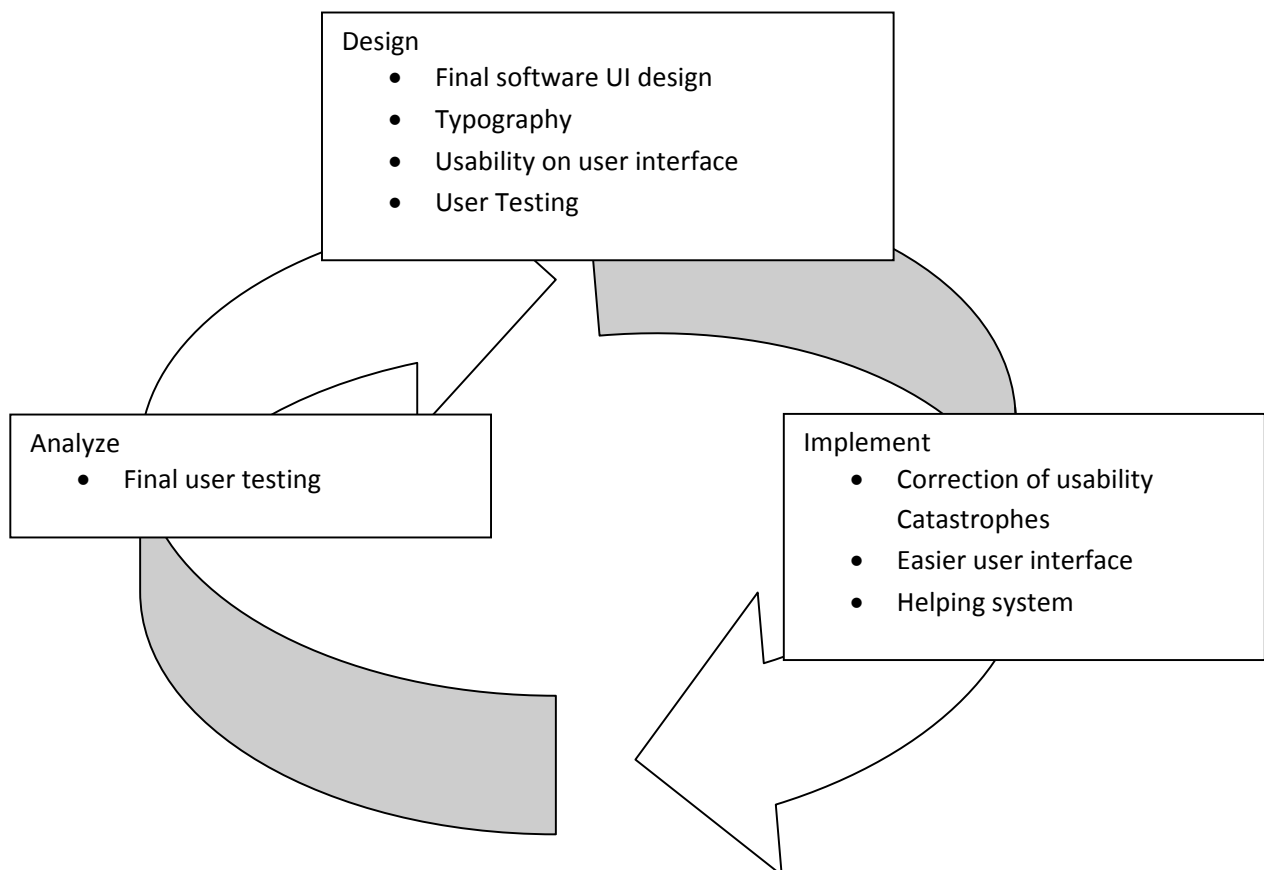 Design
• Final software UI design
• Typography
• Usability on user interface
• User Testing
Analyze
• Final user testing
Implement
• Correction of usability
Catastrophes
• Easier user interface
• Helping system